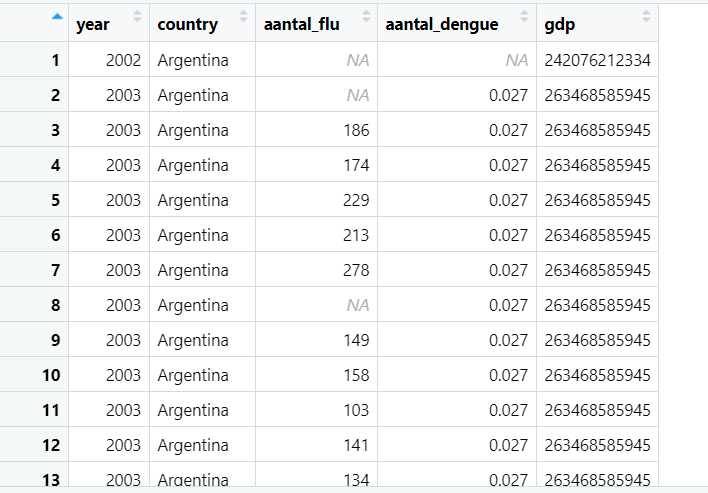 year country aantal_flu aantal_dengue gdp
1 2002 Argentina NA NA 242076212334
2 2003 Argentina NA 0.027 263468585945
3 2003 Argentina 186 0.027 263468585945
4 2003 Argentina 174 0.027 263468585945
5 2003 Argentina 229 0.027 263468585945
6 2003 Argentina 213 0.027 263468585945
7 2003 Argentina 278 0.027 263468585945
8 2003 Argentina NA 0.027 263468585945
9 2003 Argentina 149 0.027 263468585945
10 2003 Argentina 158 0.027 263468585945
11 2003 Argentina 103 0.027 263468585945
12 2003 Argentina 141 0.027 263468585945
13 2003 Argentina 134 0.027 263468585945